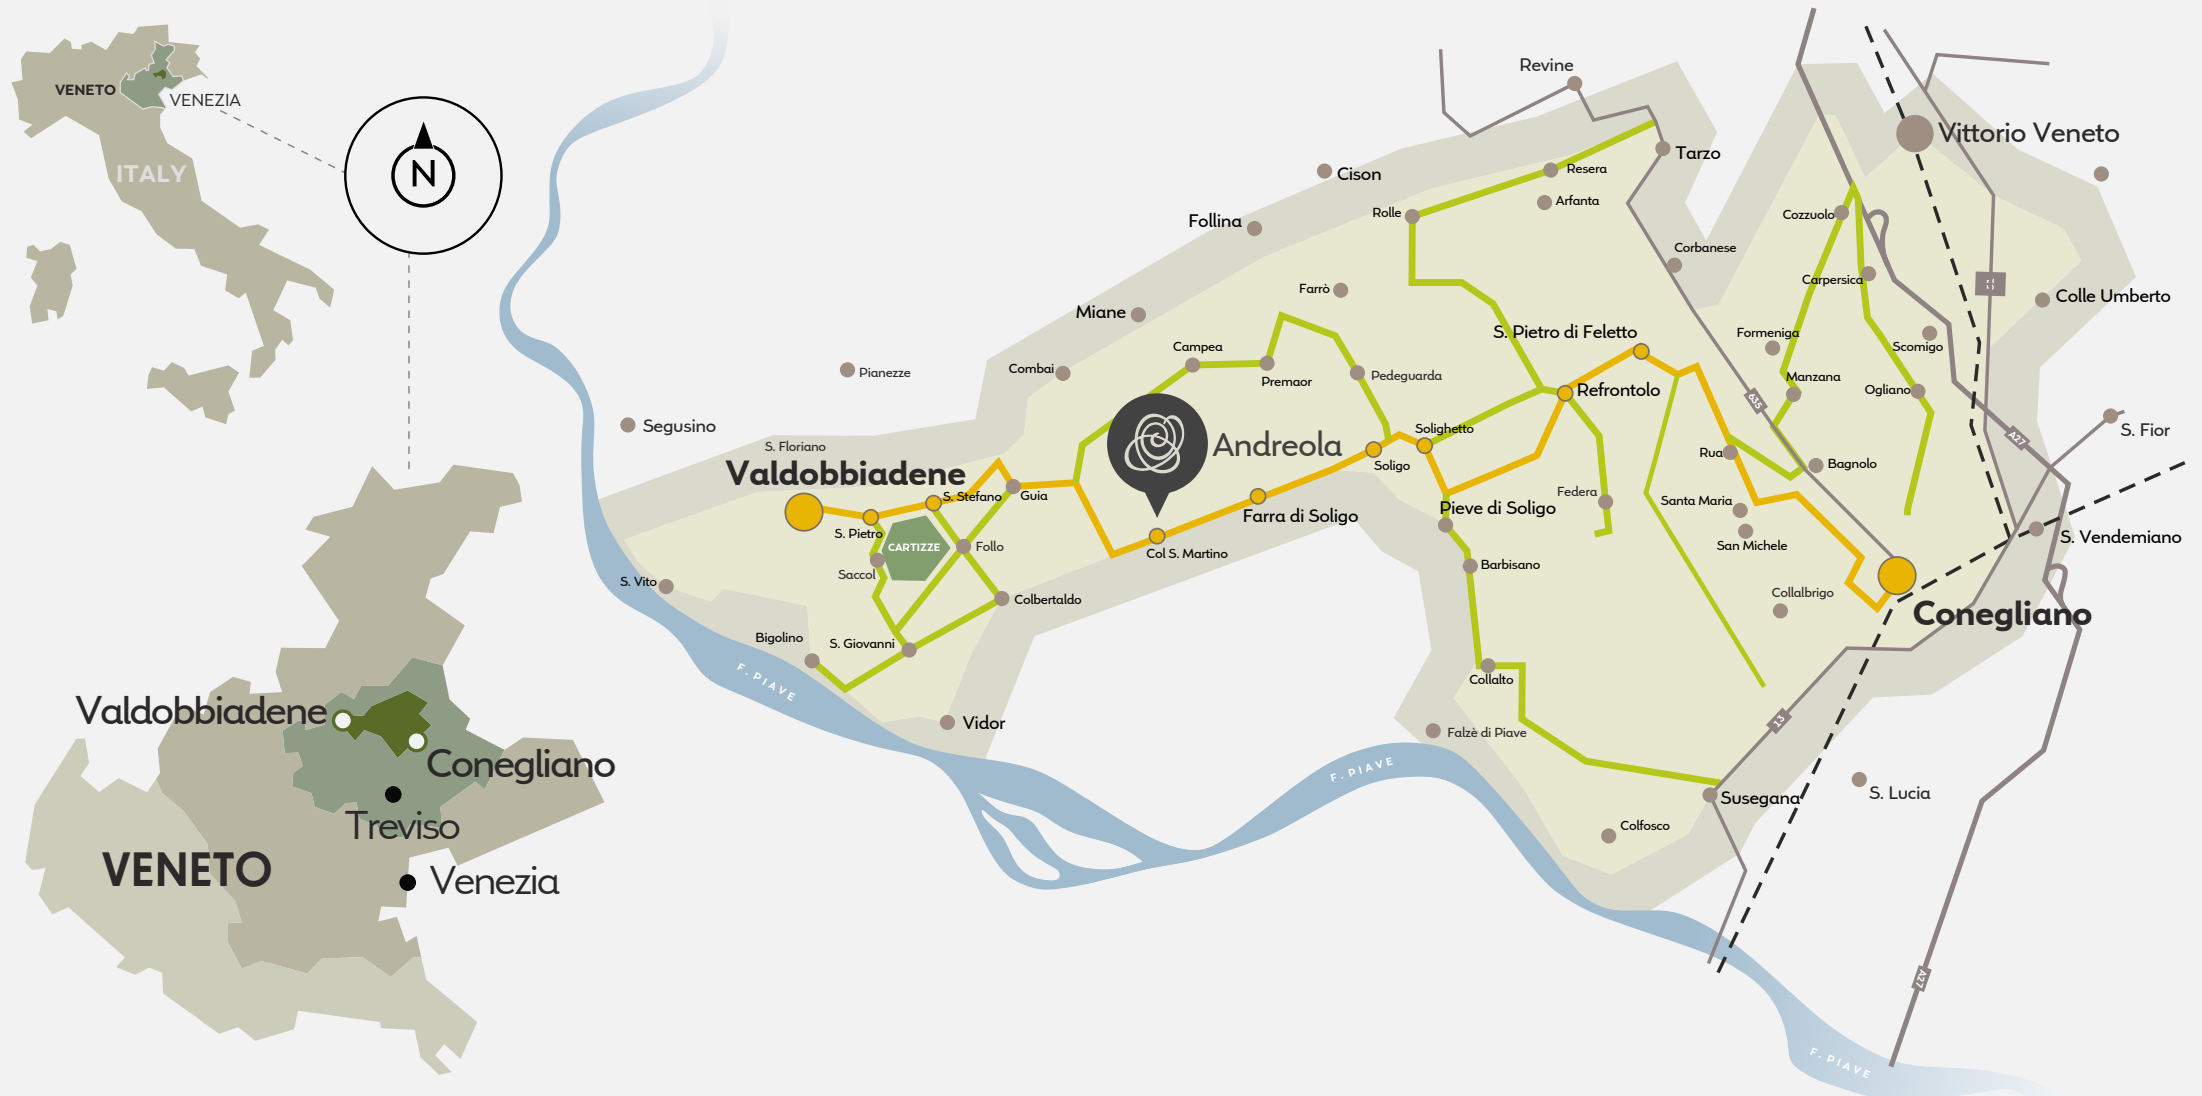 VENETO
VENEZIA
ITALY
N
Valdobbiadene
Conegliano
Treviso
VENETO
Venezia
Revine
Tarzo
Vittorio Veneto
Cison
Resera
Arfanta
Rolle
Follina
Cozzuolo
Corbanese
Carpersica
Farrò
Colle Umberto
Miane
S. Pietro di Feletto
Formeniga
Scomigo
Campea
Combai
Premaor
Pedeguarda
Pianezze
Manzana
Ogliano
Refrontolo
635
Segusino
S. Floriano
Andreola
Solighetto
S. Fior
A27
Valdobbiadene
Soligo
Rua
Bagnolo
S. Stefano
Guia
Federa
Santa Maria
Pieve di Soligo
Farra di Soligo
S. Pietro
CARTIZZE
Follo
Col S. Martino
San Michele
S. Vendemiano
Saccol
Barbisano
S. Vito
Colbertaldo
Collalbrigo
Conegliano
Bigolino
S. Giovanni
F. PIAVE
Collalto
Vidor
Falzè di Piave
13
F. PIAVE
Susegana
S. Lucia
Colfosco
A27
F. PIAVE